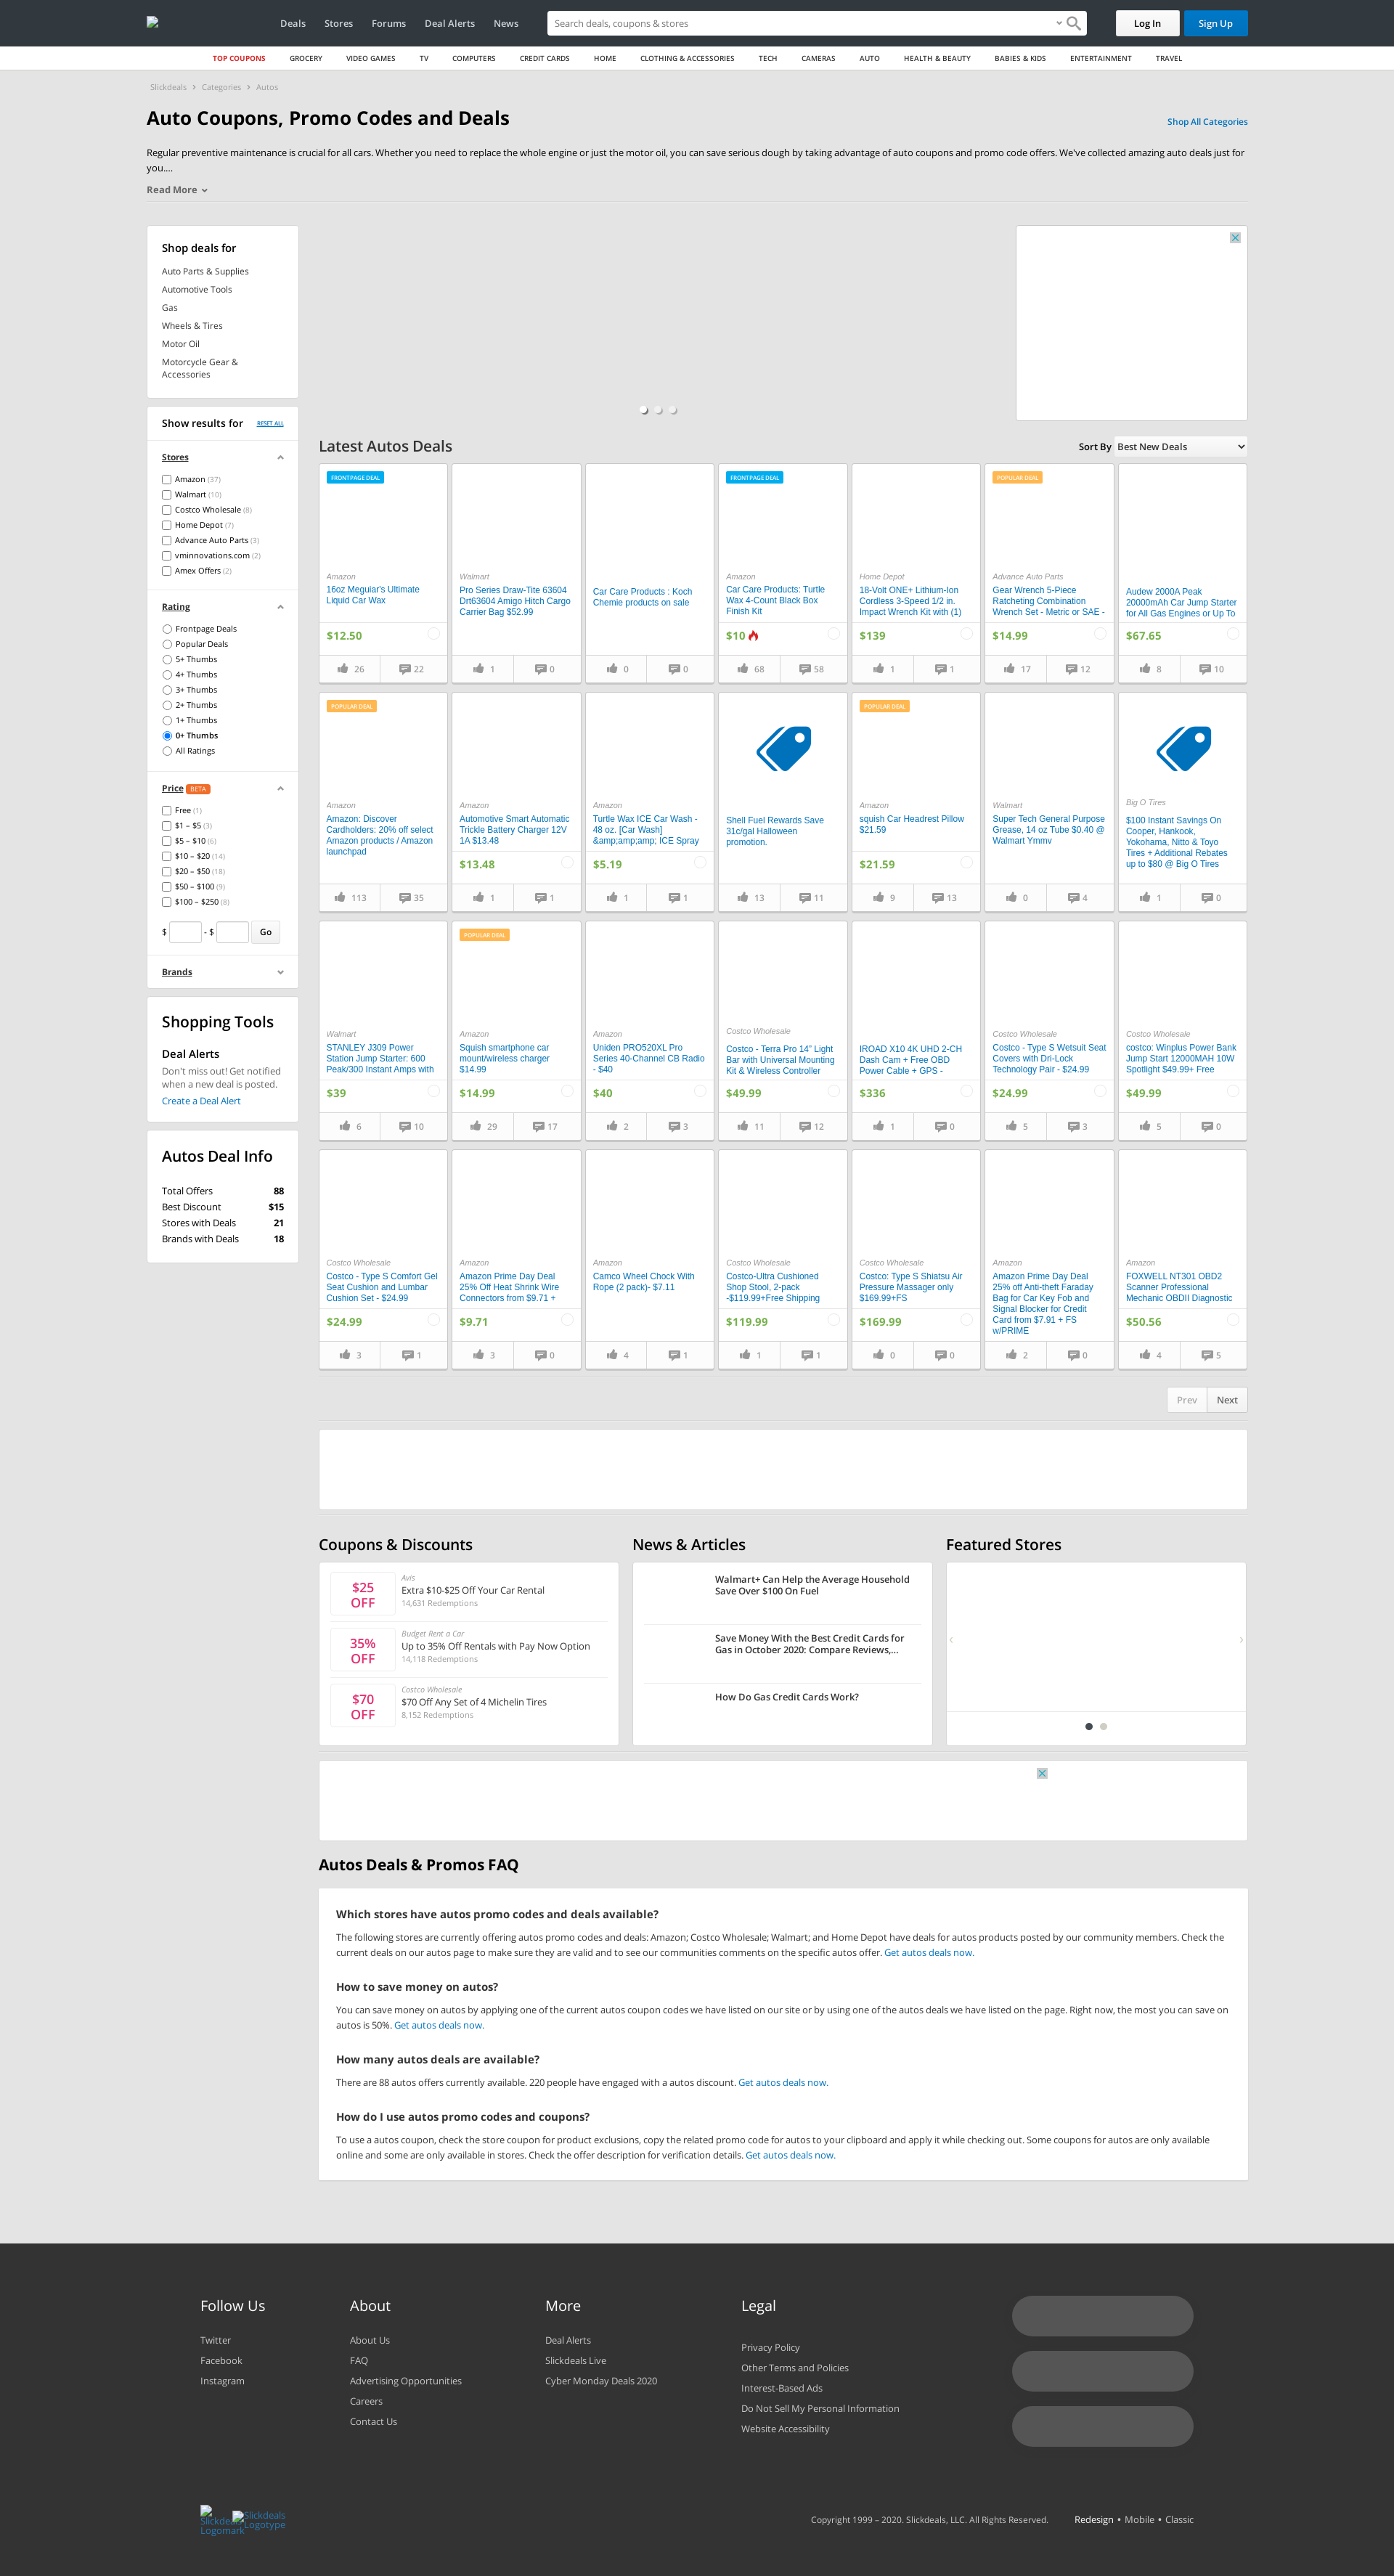 Deals Stores Forums Deal Alerts News
Search deals, coupons & stores
Log In
Sign Up
TOP COUPONS GROCERY VIDEO GAMES TV COMPUTERS CREDIT CARDS HOME CLOTHING & ACCESSORIES TECH CAMERAS AUTO HEALTH & BEAUTY BABIES & KIDS ENTERTAINMENT TRAVEL
Slickdeals › Categories › Autos
Auto Coupons, Promo Codes and Deals
Shop All Categories
Regular preventive maintenance is crucial for all cars. Whether you need to replace the whole engine or just the motor oil, you can save serious dough by taking advantage of auto coupons and promo code offers. We've collected amazing auto deals just for
you....
Read More
Shop deals for
Auto Parts & Supplies
Automotive Tools
Gas
Wheels & Tires
Motor Oil
Motorcycle Gear &
Accessories
Show results for RESET ALL
Stores
Amazon (37)
Walmart (10)
Costco Wholesale (8)
Home Depot (7)
Advance Auto Parts (3)
vminnovations.com (2)
Amex Offers (2)
Rating
Frontpage Deals
Popular Deals
5+ Thumbs
4+ Thumbs
3+ Thumbs
2+ Thumbs
1+ Thumbs
0+ Thumbs
All Ratings
Price BETA
Free (1)
$1 – $5 (3)
$5 – $10 (6)
$10 – $20 (14)
$20 – $50 (18)
$50 – $100 (9)
$100 – $250 (8)
$ - $ Go
Brands
Shopping Tools
Deal Alerts
Don't miss out! Get notified
when a new deal is posted.
Create a Deal Alert
Autos Deal Info
Total Offers 88
Best Discount $15
Stores with Deals 21
Brands with Deals 18
Latest Autos Deals
Sort By Best New Deals
FRONTPAGE DEAL
Amazon
16oz Meguiar's Ultimate
Liquid Car Wax
$12.50
26 22
Walmart
Pro Series Draw-Tite 63604
Drt63604 Amigo Hitch Cargo
Carrier Bag $52.99
1 0
Car Care Products : Koch
Chemie products on sale
0 0
FRONTPAGE DEAL
Amazon
Car Care Products: Turtle
Wax 4-Count Black Box
Finish Kit
$10
68 58
Home Depot
18-Volt ONE+ Lithium-Ion
Cordless 3-Speed 1/2 in.
Impact Wrench Kit with (1)
$139
1 1
POPULAR DEAL
Advance Auto Parts
Gear Wrench 5-Piece
Ratcheting Combination
Wrench Set - Metric or SAE -
$14.99
17 12
Audew 2000A Peak
20000mAh Car Jump Starter
for All Gas Engines or Up To
$67.65
8 10
POPULAR DEAL
Amazon
Amazon: Discover
Cardholders: 20% off select
Amazon products / Amazon
launchpad
113 35
Amazon
Automotive Smart Automatic
Trickle Battery Charger 12V
1A $13.48
$13.48
1 1
Amazon
Turtle Wax ICE Car Wash -
48 oz. [Car Wash]
&amp;amp;amp; ICE Spray
$5.19
1 1
Shell Fuel Rewards Save
31c/gal Halloween
promotion.
13 11
POPULAR DEAL
Amazon
squish Car Headrest Pillow
$21.59
$21.59
9 13
Walmart
Super Tech General Purpose
Grease, 14 oz Tube $0.40 @
Walmart Ymmv
0 4
Big O Tires
$100 Instant Savings On
Cooper, Hankook,
Yokohama, Nitto & Toyo
Tires + Additional Rebates
up to $80 @ Big O Tires
1 0
Walmart
STANLEY J309 Power
Station Jump Starter: 600
Peak/300 Instant Amps with
$39
6 10
POPULAR DEAL
Amazon
Squish smartphone car
mount/wireless charger
$14.99
$14.99
29 17
Amazon
Uniden PRO520XL Pro
Series 40-Channel CB Radio
- $40
$40
2 3
Costco Wholesale
Costco - Terra Pro 14” Light
Bar with Universal Mounting
Kit & Wireless Controller
$49.99
11 12
IROAD X10 4K UHD 2-CH
Dash Cam + Free OBD
Power Cable + GPS -
$336
1 0
Costco Wholesale
Costco - Type S Wetsuit Seat
Covers with Dri-Lock
Technology Pair - $24.99
$24.99
5 3
Costco Wholesale
costco: Winplus Power Bank
Jump Start 12000MAH 10W
Spotlight $49.99+ Free
$49.99
5 0
Costco Wholesale
Costco - Type S Comfort Gel
Seat Cushion and Lumbar
Cushion Set - $24.99
$24.99
3 1
Amazon
Amazon Prime Day Deal
25% Off Heat Shrink Wire
Connectors from $9.71 +
$9.71
3 0
Amazon
Camco Wheel Chock With
Rope (2 pack)- $7.11
4 1
Costco Wholesale
Costco-Ultra Cushioned
Shop Stool, 2-pack
-$119.99+Free Shipping
$119.99
1 1
Costco Wholesale
Costco: Type S Shiatsu Air
Pressure Massager only
$169.99+FS
$169.99
0 0
Amazon
Amazon Prime Day Deal
25% off Anti-theft Faraday
Bag for Car Key Fob and
Signal Blocker for Credit
Card from $7.91 + FS
w/PRIME
2 0
Amazon
FOXWELL NT301 OBD2
Scanner Professional
Mechanic OBDII Diagnostic
$50.56
4 5
Prev Next
Coupons & Discounts
$25
OFF
Avis
Extra $10-$25 Off Your Car Rental
14,631 Redemptions
35%
OFF
Budget Rent a Car
Up to 35% Off Rentals with Pay Now Option
14,118 Redemptions
$70
OFF
Costco Wholesale
$70 Off Any Set of 4 Michelin Tires
8,152 Redemptions
News & Articles
Walmart+ Can Help the Average Household
Save Over $100 On Fuel
Save Money With the Best Credit Cards for
Gas in October 2020: Compare Reviews,...
How Do Gas Credit Cards Work?
Featured Stores
Autos Deals & Promos FAQ
Which stores have autos promo codes and deals available?
The following stores are currently offering autos promo codes and deals: Amazon; Costco Wholesale; Walmart; and Home Depot have deals for autos products posted by our community members. Check the
current deals on our autos page to make sure they are valid and to see our communities comments on the specific autos offer. Get autos deals now.
How to save money on autos?
You can save money on autos by applying one of the current autos coupon codes we have listed on our site or by using one of the autos deals we have listed on the page. Right now, the most you can save on
autos is 50%. Get autos deals now.
How many autos deals are available?
There are 88 autos offers currently available. 220 people have engaged with a autos discount. Get autos deals now.
How do I use autos promo codes and coupons?
To use a autos coupon, check the store coupon for product exclusions, copy the related promo code for autos to your clipboard and apply it while checking out. Some coupons for autos are only available
online and some are only available in stores. Check the offer description for verification details. Get autos deals now.
Follow Us
Twitter
Facebook
Instagram
About
About Us
FAQ
Advertising Opportunities
Careers
Contact Us
More
Deal Alerts
Slickdeals Live
Cyber Monday Deals 2020
Legal
Privacy Policy
Other Terms and Policies
Interest-Based Ads
Do Not Sell My Personal Information
Website Accessibility
Slickdeals
Logomark
Slickdeals
Logotype
Copyright 1999 – 2020. Slickdeals, LLC. All Rights Reserved.
Redesign • Mobile • Classic